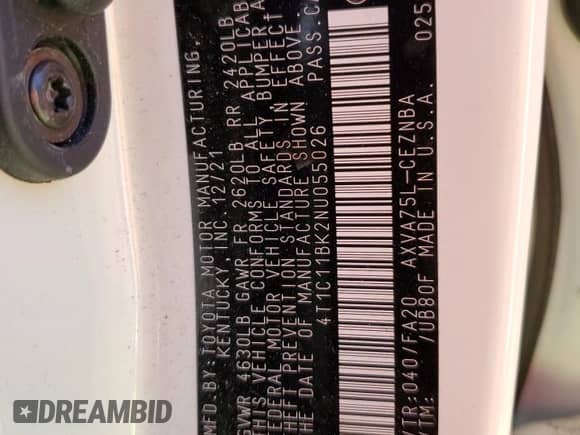 MFD.BY:TOYOTA MOTOR MANUFACTURING,
KENTUCKY, INC. 12/21
GVWR 4630LB GAWR FR 2620LB RR 2420LB
THIS VEHICLE CONFORMS TO ALL APPLICAB
FEDERAL MOTOR VEHICLE SAFETY BUMPER, A
THEFT PREVENTION STANDARDS IN EFFECT
THE DATE OF MANUFACTURE SHOWN ABOVE.
4T1C11BK2NU055026 PASS.CA
C/TR:040/FA20 AXVA75L-CEZNBA
/TM: /UB80F MADE IN U.S.A. 025
DREAMBID